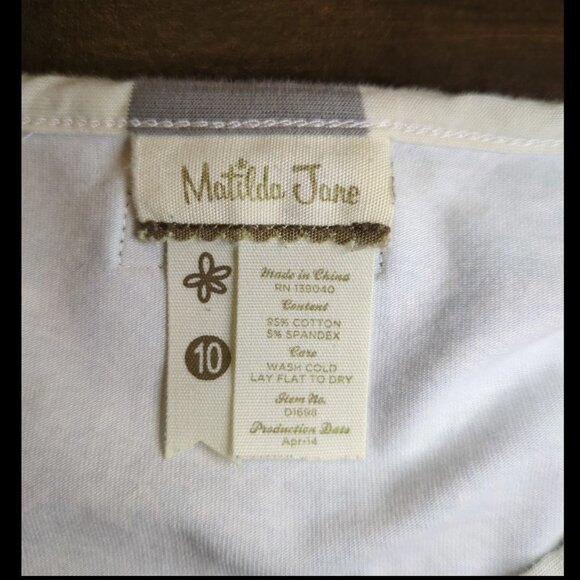 Matilda Jane
10
Made in China
RN 139040
Content
95% COTTON
5% SPANDEX
Care
WASH COLD
LAY FLAT TO DRY
Item No.
D1698
Production Date
Apr-14